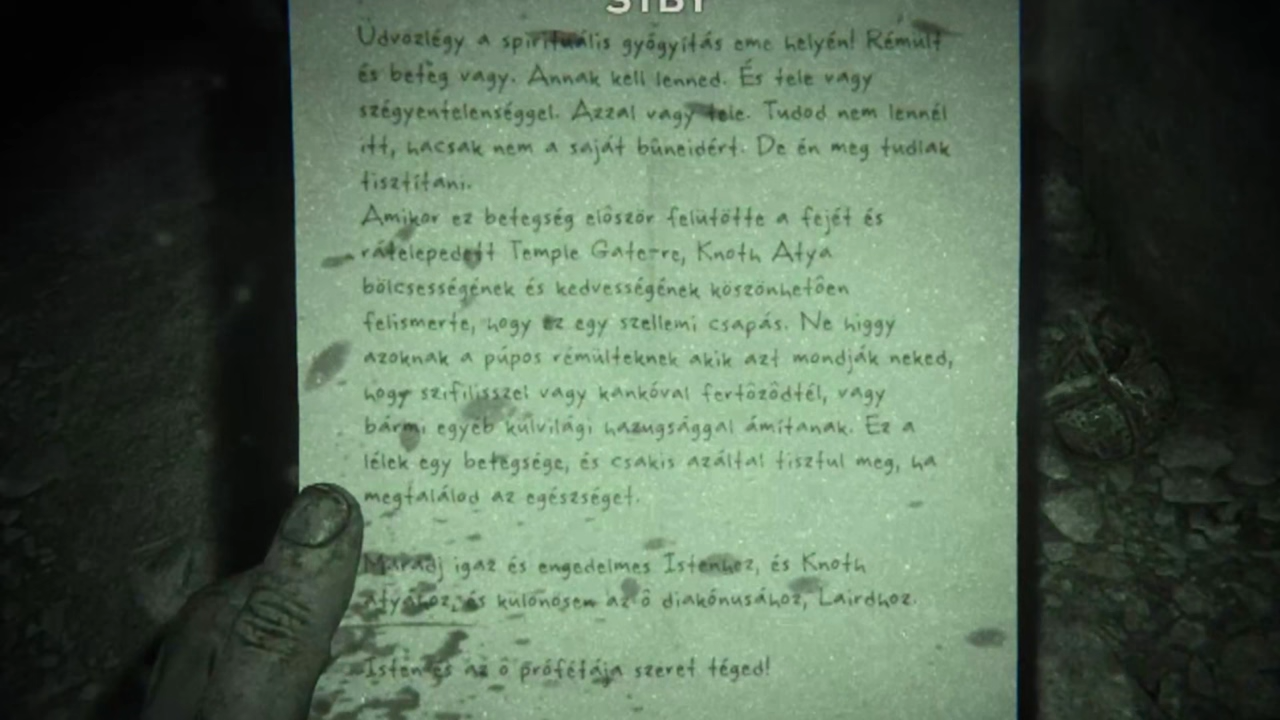 STBY
Üdvözlégy a spirituális gyógyítás eme helyén! Rémült
és beteg vagy. Annak kell lenned. És tele vagy
szégyentelenséggel. Azzal vagy tele. Tudod nem lennél
itt, hacsak nem a saját bûneidért. De én meg tudlak
tisztítani.
Amikor ez betegség elôször felütötte a fejét és
rátelepedett Temple Gate-re, Knoth Atya
bölcsességének és kedvességének köszönhetôen
felismerte, hogy ez egy szellemi csapás. Ne higgy
azoknak a púpos rémülteknek akik azt mondják neked,
hogy szifilisszel vagy kankóval fertôzôdtél, vagy
bármi egyéb külvilági hazugsággal ámítanak. Ez a
lélek egy betegsége, és csakis azáltal tisztul meg, ha
megtalálod az egészséget.
Maradj igaz és engedelmes Istenhez, és Knoth
atyához, és különösen az ô diakónusához, Lairdhoz.
Isten és az ô prófétája szeret téged!